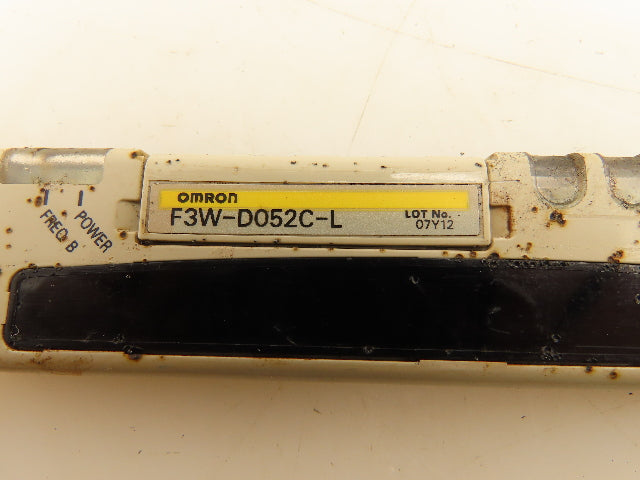 omron
F3W-D052C-L
LOT No.
07Y12
POWER
FREQ. B